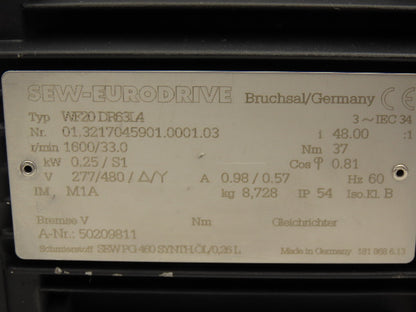 SEW-EURODRIVE Bruchsal/Germany CE
Typ WF20 DR63L4 3 ~ IEC 34
Nr. 01.3217045901.0001.03 i 48.00 :1
r/min 1600/33.0 Nm 37
kW 0.25 / S1 Cos φ 0.81
V 277/480 / Δ/Y A 0.98 / 0.57 Hz 60
IM M1A kg 8,728 IP 54 Iso.Kl. B
Bremse V Nm Gleichrichter
A-Nr.: 50209811
Schmierstoff SEW PG 460 SYNTH.ÖL/0,26 L Made in Germany 181 868 6.13